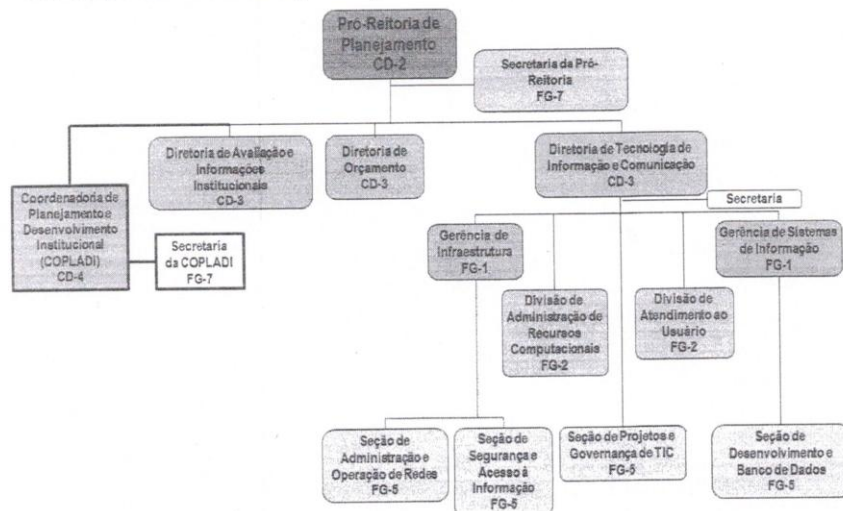 Pró-Reitoria de
Planejamento
CD-2
Secretaria da Pró-
Reitoria
FG-7
Diretoria de Avaliação e
Informações
Institucionais
CD-3
Diretoria de
Orçamento
CD-3
Diretoria de Tecnologia de
Informação e Comunicação
CD-3
Secretaria
Coordenadoria de
Planejamento e
Desenvolvimento
Institucional
(COPLADI)
CD-4
Secretaria
da COPLADI
FG-7
Gerência de
Infraestrutura
FG-1
Gerência de Sistemas
de Informação
FG-1
Divisão de
Administração de
Recursos
Computacionais
FG-2
Divisão de
Atendimento ao
Usuário
FG-2
Seção de
Administração e
Operação de Redes
FG-5
Seção de
Segurança e
Acesso à
Informação
FG-5
Seção de Projetos e
Governança de TIC
FG-5
Seção de
Desenvolvimento e
Banco de Dados
FG-5